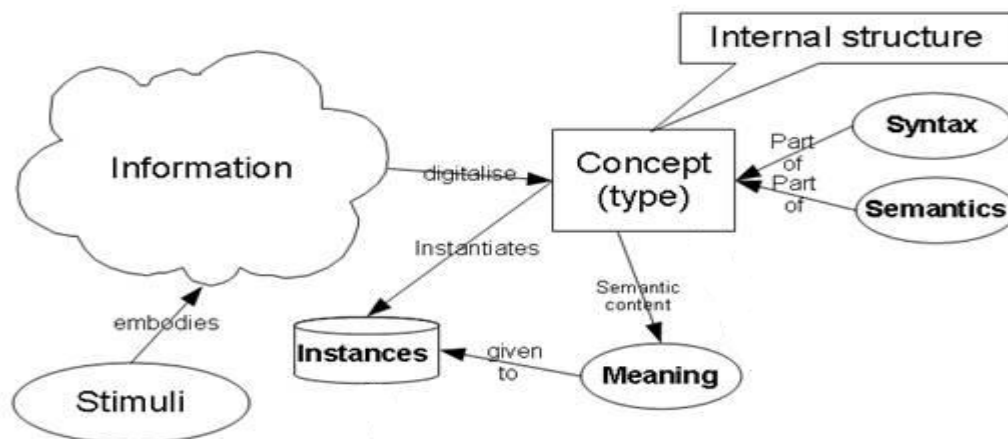 Internal structure
Syntax
Part
of
Information
digitalise
Concept
(type)
Part
of
Semantics
Instantiates
Semantic
content
embodies
Instances
given
to
Meaning
Stimuli